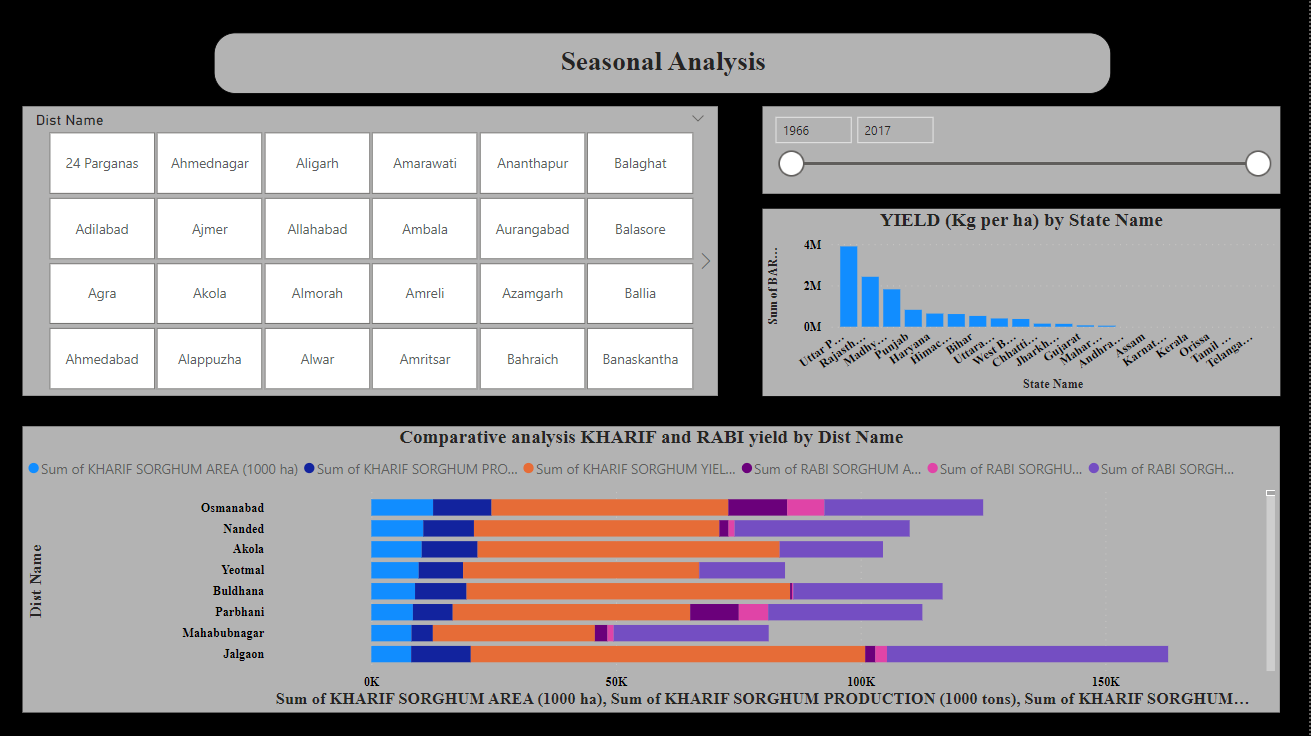 Seasonal Analysis
Dist Name
24 Parganas Ahmednagar Aligarh Amarawati Ananthapur Balaghat
Adilabad Ajmer Allahabad Ambala Aurangabad Balasore
Agra Akola Almorah Amreli Azamgarh Ballia
Ahmedabad Alappuzha Alwar Amritsar Bahraich Banaskantha
1966 2017
YIELD (Kg per ha) by State Name
Sum of BAR...
4M
2M
0M
Uttar P... Rajasth... Madhy... Punjab Haryana Himac... Bihar Uttara... West B... Chhatti... Jharkh... Gujarat Mahar... Andhra... Assam Karnat... Kerala Orissa Tamil ... Telanga...
State Name
Comparative analysis KHARIF and RABI yield by Dist Name
Sum of KHARIF SORGHUM AREA (1000 ha) Sum of KHARIF SORGHUM PRO... Sum of KHARIF SORGHUM YIEL... Sum of RABI SORGHUM A... Sum of RABI SORGHU... Sum of RABI SORGH...
Dist Name
Osmanabad
Nanded
Akola
Yeotmal
Buldhana
Parbhani
Mahabubnagar
Jalgaon
0K 50K 100K 150K
Sum of KHARIF SORGHUM AREA (1000 ha), Sum of KHARIF SORGHUM PRODUCTION (1000 tons), Sum of KHARIF SORGHUM...